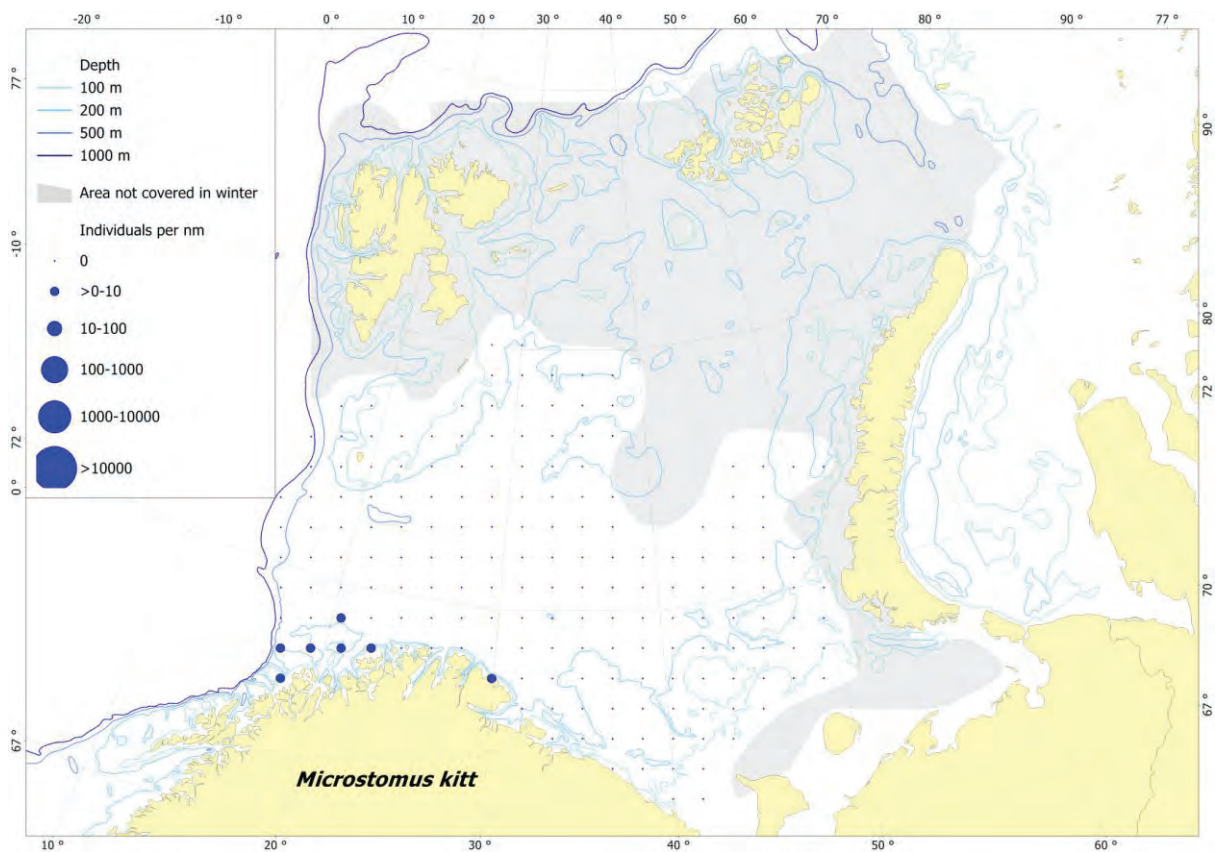 -20 ° -10 ° 0 ° 10 ° 20 ° 30 ° 40 ° 50 ° 60 ° 70 ° 80 ° 90 ° 77 °
77 °
-10 °
72 °
0 °
67 °
Depth
100 m
200 m
500 m
1000 m
Area not covered in winter
Individuals per nm
0
>0-10
10-100
100-1000
1000-10000
>10000
90 °
80 °
72 °
70 °
67 °
Microstomus kitt
10 ° 20 ° 30 ° 40 ° 50 ° 60 °